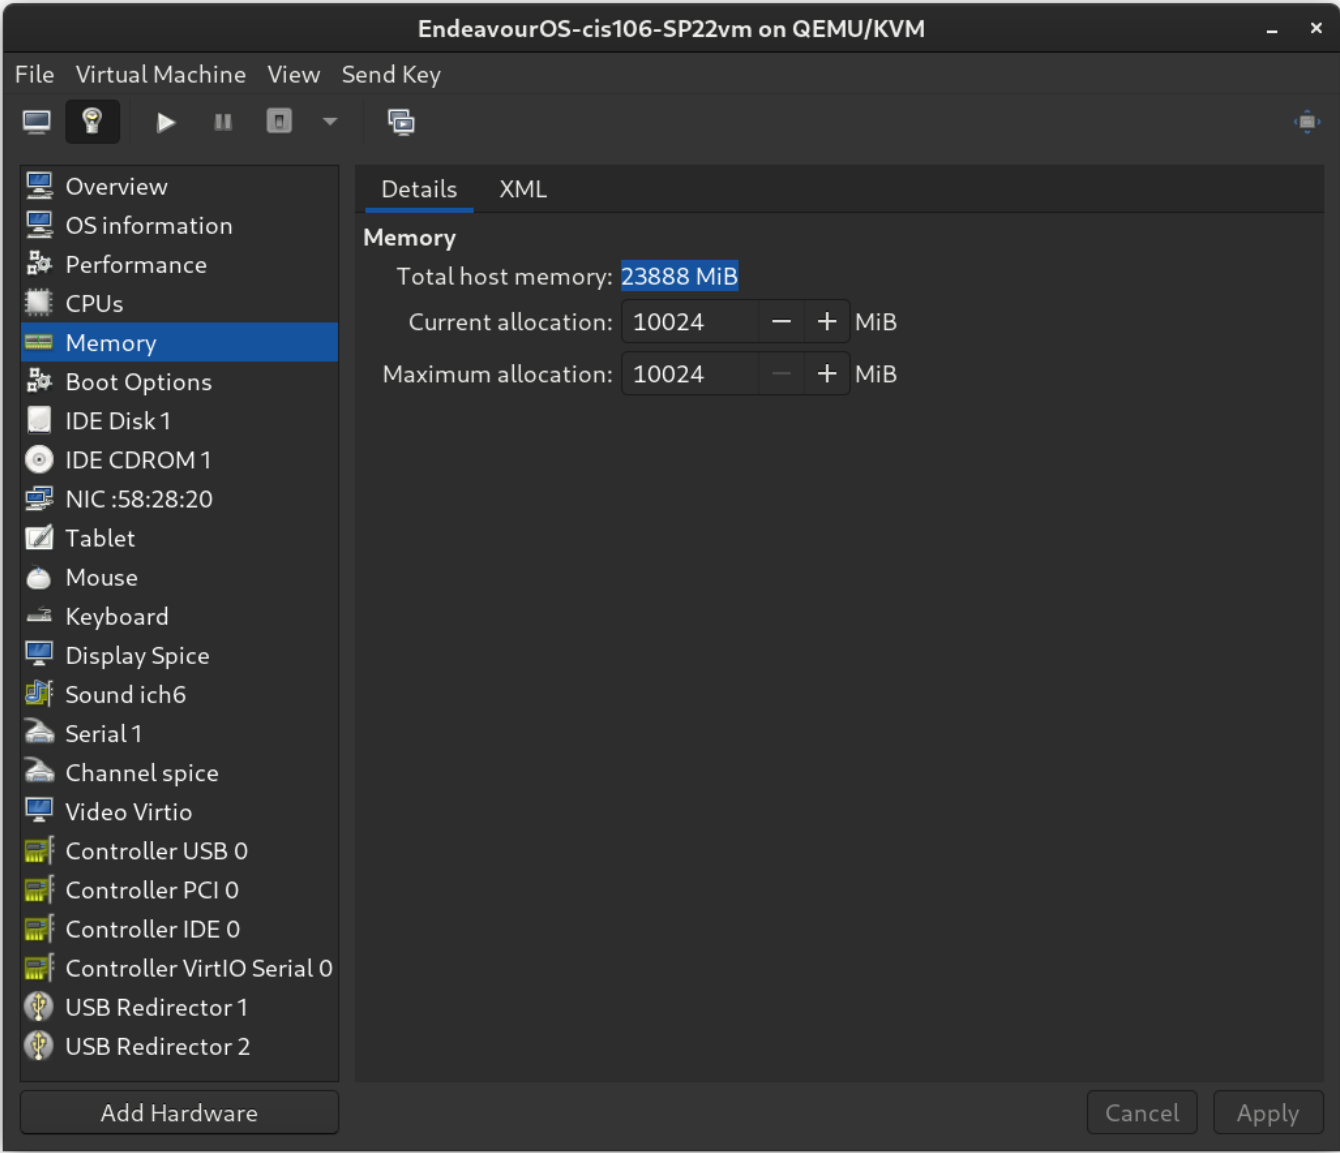 EndeavourOS-cis106-SP22vm on QEMU/KVM
File Virtual Machine View Send Key
Overview
OS information
Performance
CPUs
Memory
Boot Options
IDE Disk 1
IDE CDROM 1
NIC :58:28:20
Tablet
Mouse
Keyboard
Display Spice
Sound ich6
Serial 1
Channel spice
Video Virtio
Controller USB 0
Controller PCI 0
Controller IDE 0
Controller VirtIO Serial 0
USB Redirector 1
USB Redirector 2
Add Hardware
Details XML
Memory
Total host memory: 23888 MiB
Current allocation: 10024 − + MiB
Maximum allocation: 10024 − + MiB
Cancel Apply